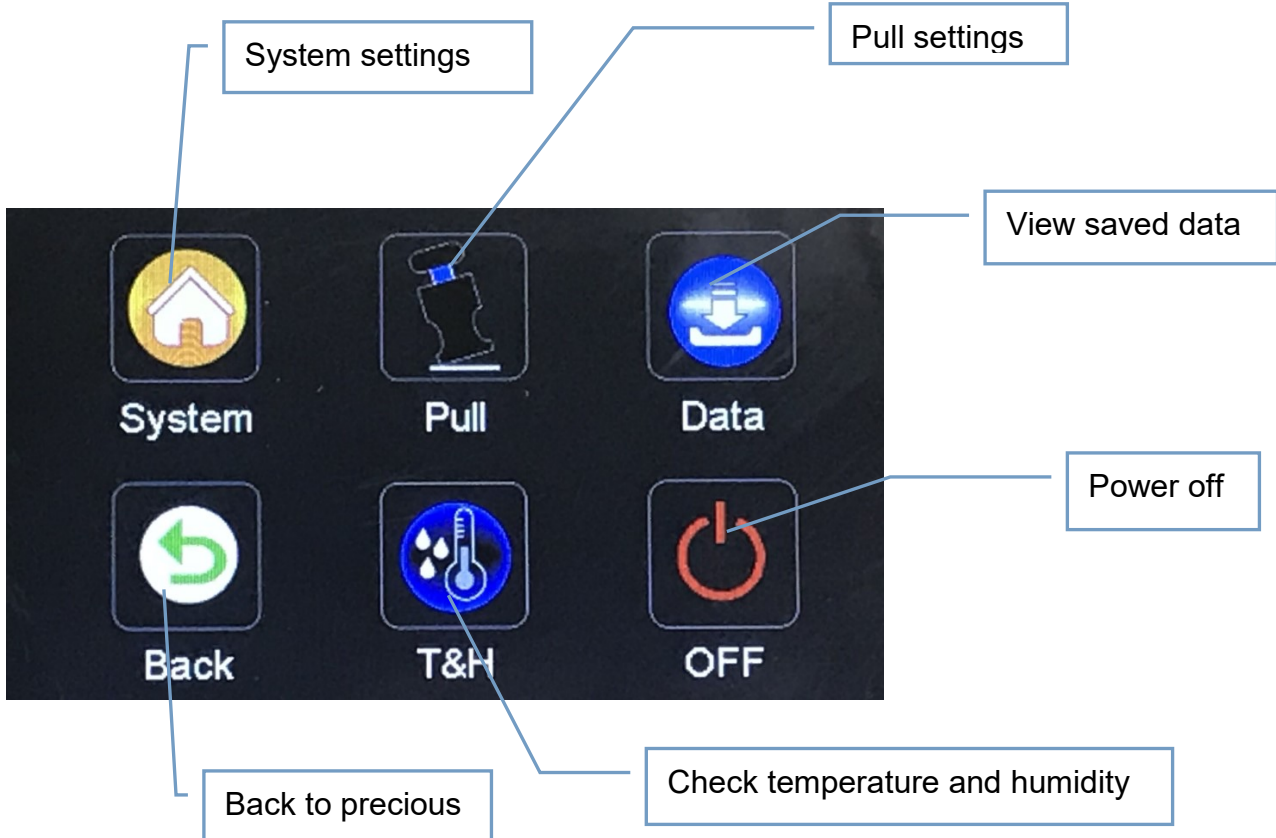 System settings
Pull settings
View saved data
System
Pull
Data
Power off
Back
T&H
OFF
Check temperature and humidity
Back to precious